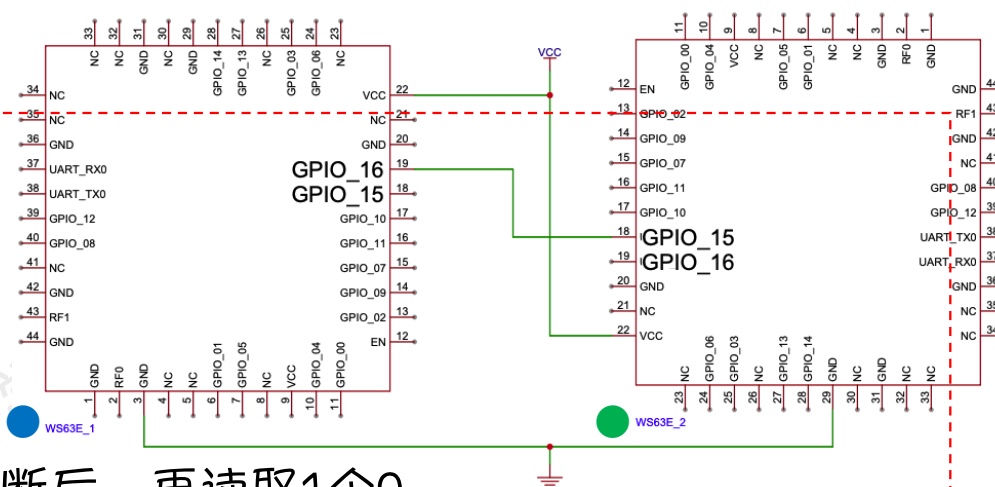 33 32 31 30 29 28 27 26 25 24 23
NC NC GND NC GND GPIO_14 GPIO_13 NC GPIO_03 GPIO_06 NC
34 NC
35 NC
36 GND
37 UART_RX0
38 UART_TX0
39 GPIO_12
40 GPIO_08
41 NC
42 GND
43 RF1
44 GND
VCC 22
NC 21
GND 20
GPIO_16 19
GPIO_15 18
GPIO_10 17
GPIO_11 16
GPIO_07 15
GPIO_09 14
GPIO_02 13
EN 12
GND RF0 GND NC NC GPIO_01 GPIO_05 NC VCC GPIO_04 GPIO_00
1 2 3 4 5 6 7 8 9 10 11
WS63E_1
VCC
11 10 9 8 7 6 5 4 3 2 1
GPIO_00 GPIO_04 VCC NC GPIO_05 GPIO_01 NC NC GND RF0 GND
12 EN
13 GPIO_02
14 GPIO_09
15 GPIO_07
16 GPIO_11
17 GPIO_10
18 GPIO_15
19 GPIO_16
20 GND
21 NC
22 VCC
GND 44
RF1 43
GND 42
NC 41
GPIO_08 40
GPIO_12 39
UART_TX0 38
UART_RX0 37
GND 36
NC 35
NC 34
NC GPIO_06 GPIO_03 NC GPIO_13 GPIO_14 GND NC GND NC NC
23 24 25 26 27 28 29 30 31 32 33
WS63E_2
断后，再读取1个0